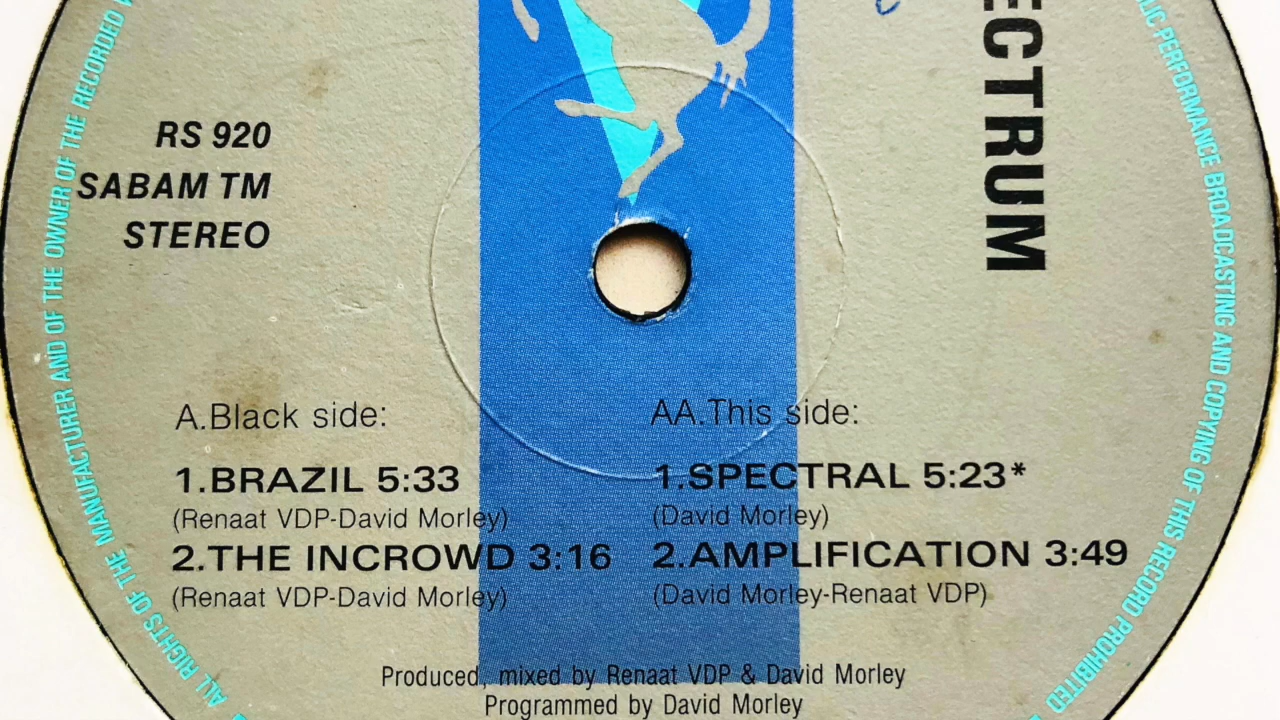 ECTRUM
RS 920
SABAM TM
STEREO
A.Black side:
1.BRAZIL 5:33
(Renaat VDP-David Morley)
2.THE INCROWD 3:16
(Renaat VDP-David Morley)
AA.This side:
1.SPECTRAL 5:23*
(David Morley)
2.AMPLIFICATION 3:49
(David Morley-Renaat VDP)
Produced, mixed by Renaat VDP & David Morley
Programmed by David Morley
ALL RIGHTS OF THE MANUFACTURER AND OF THE OWNER OF THE RECORDED
LIC PERFORMANCE BROADCASTING AND COPYING OF THIS RECORD PROHIBITED